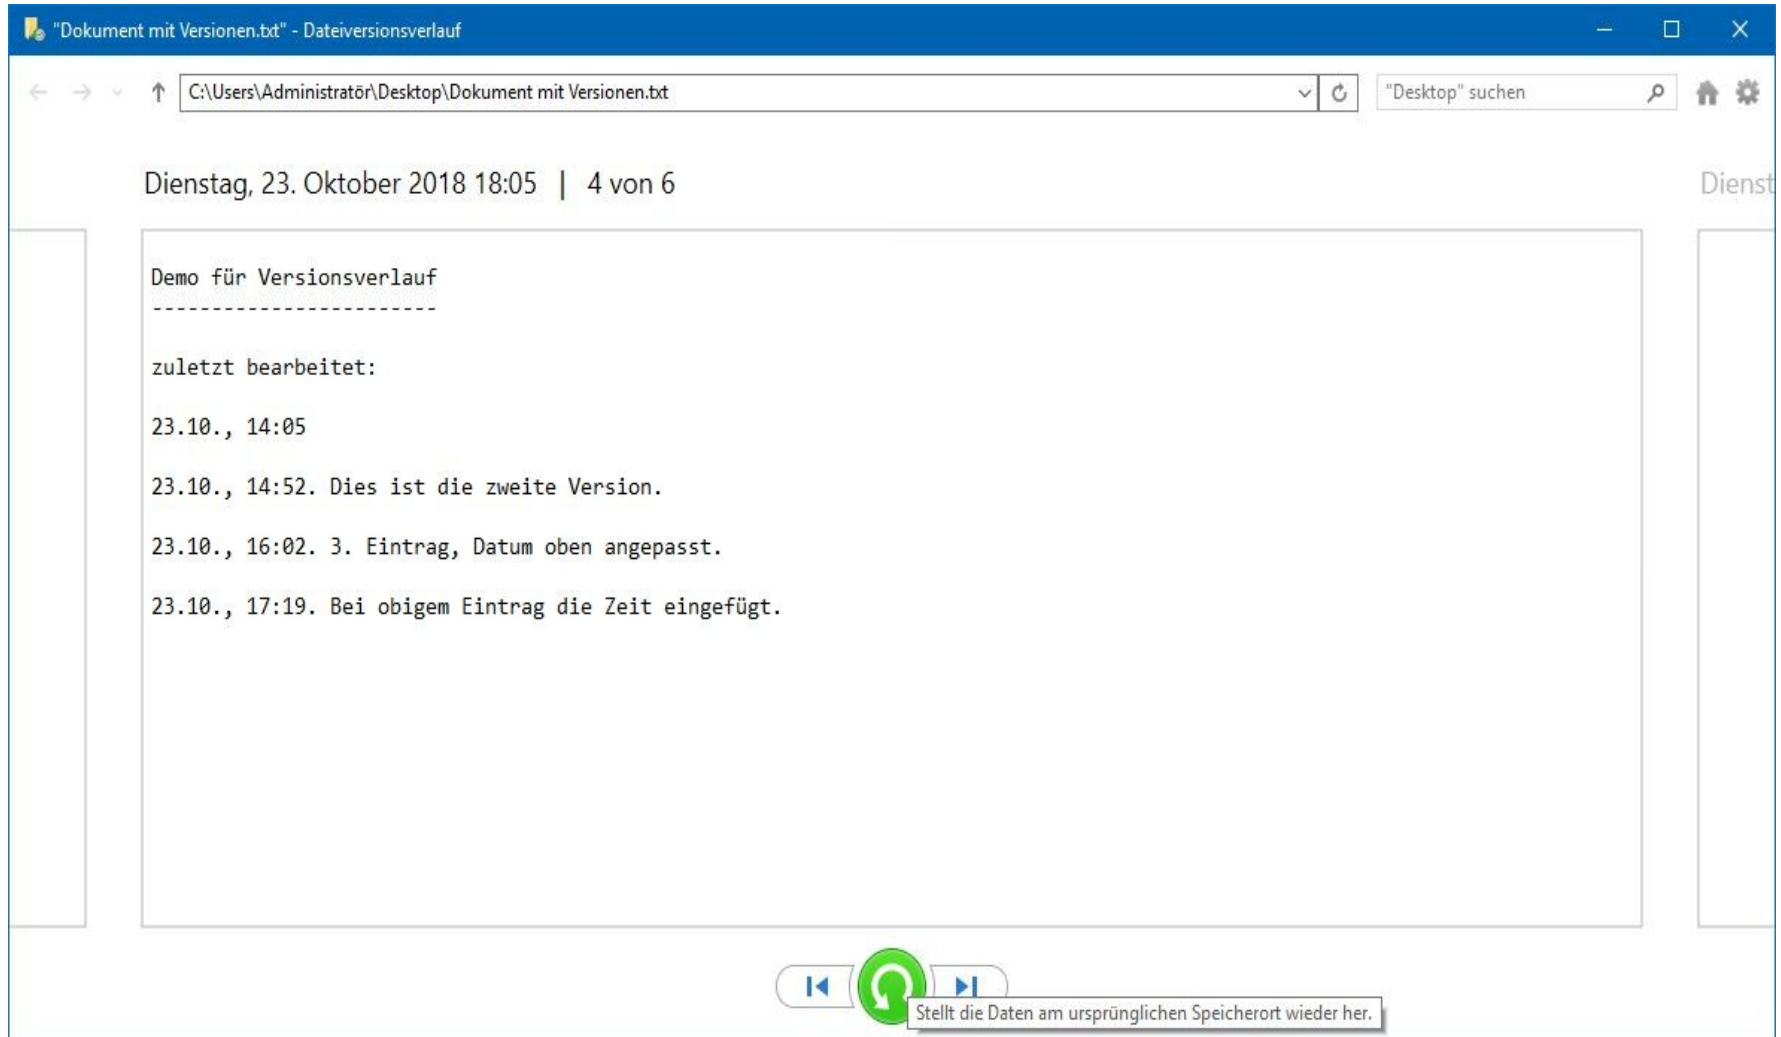 "Dokument mit Versionen.txt" - Dateiversionsverlauf
C:\Users\Administratör\Desktop\Dokument mit Versionen.txt
"Desktop" suchen
Dienstag, 23. Oktober 2018 18:05 | 4 von 6
Dienst
Demo für Versionsverlauf
------------------------
zuletzt bearbeitet:
23.10., 14:05
23.10., 14:52. Dies ist die zweite Version.
23.10., 16:02. 3. Eintrag, Datum oben angepasst.
23.10., 17:19. Bei obigem Eintrag die Zeit eingefügt.
Stellt die Daten am ursprünglichen Speicherort wieder her.